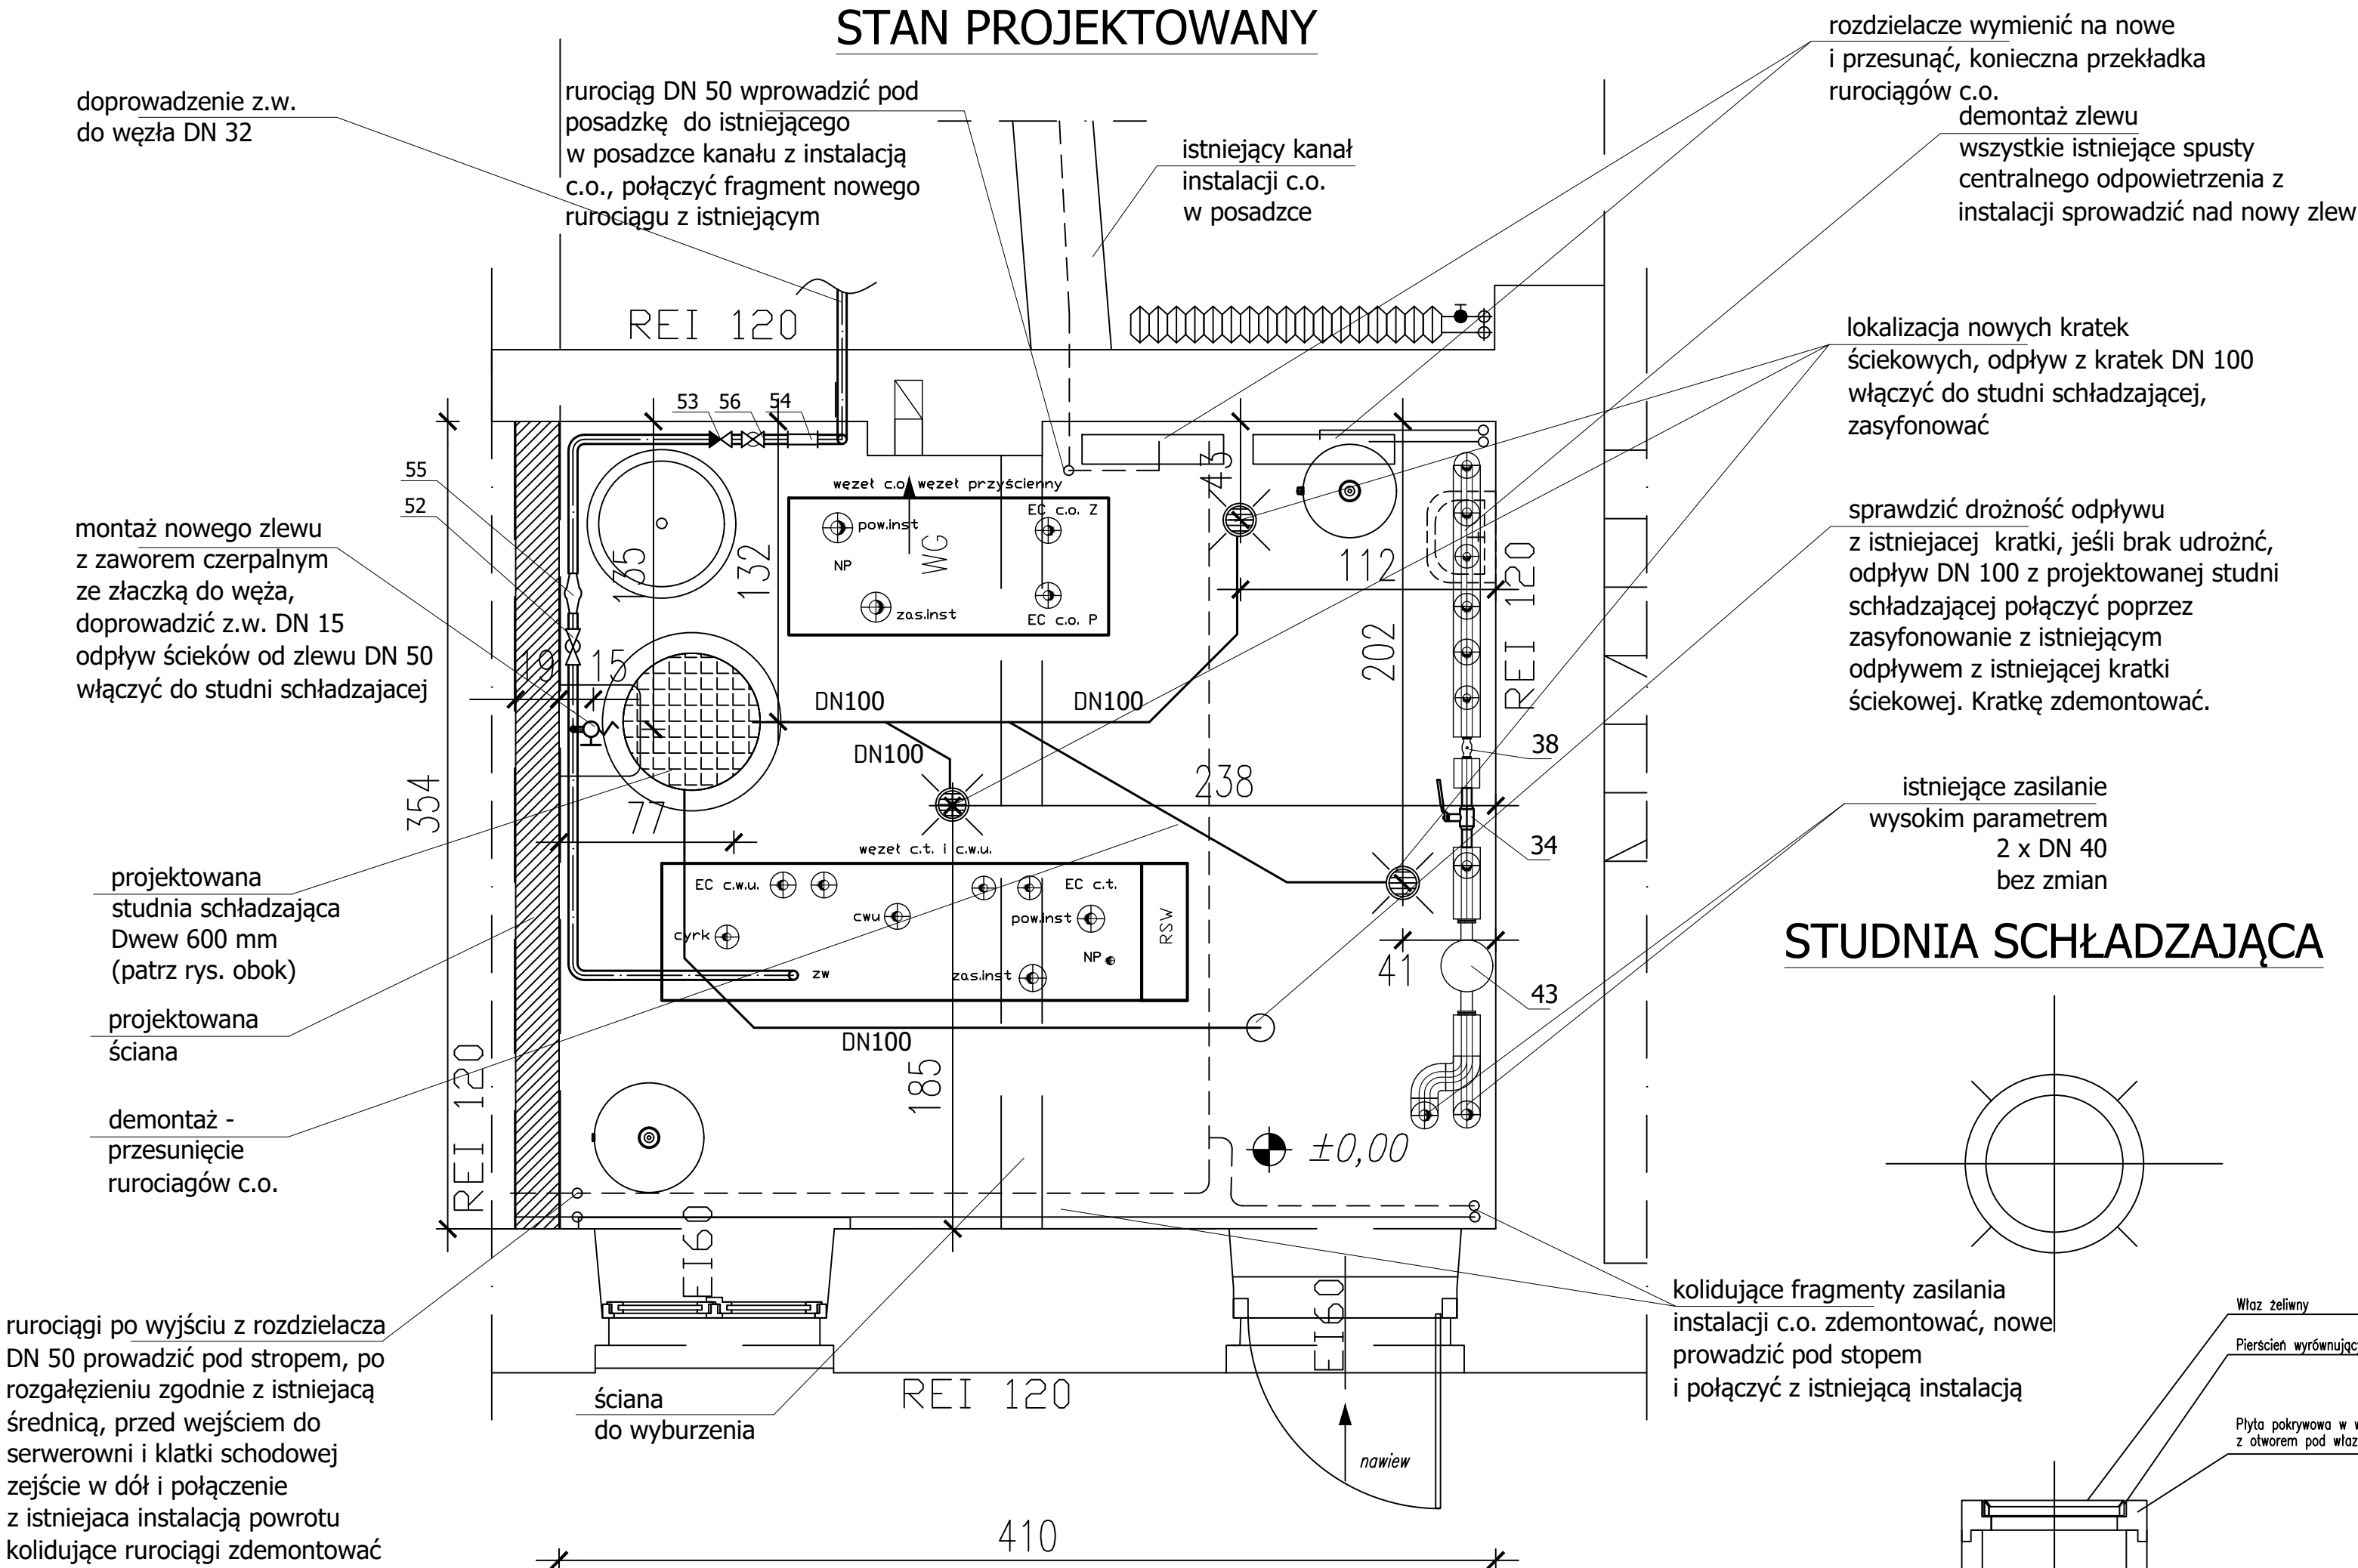 STAN PROJEKTOWANY
doprowadzenie z.w.
do węzła DN 32
rurociąg DN 50 wprowadzić pod
posadzkę do istniejącego
w posadzce kanału z instalacją
c.o., połączyć fragment nowego
rurociągu z istniejącym
istniejący kanał
instalacji c.o.
w posadzce
rozdzielacze wymienić na nowe
i przesunąć, konieczna przekładka
rurociągów c.o.
demontaż zlewu
wszystkie istniejące spusty
centralnego odpowietrzenia z
instalacji sprowadzić nad nowy zlew
lokalizacja nowych kratek
ściekowych, odpływ z kratek DN 100
włączyć do studni schładzającej,
zasyfonować
sprawdzić drożność odpływu
z istniejacej kratki, jeśli brak udrożnć,
odpływ DN 100 z projektowanej studni
schładzającej połączyć poprzez
zasyfonowanie z istniejącym
odpływem z istniejącej kratki
ściekowej. Kratkę zdemontować.
istniejące zasilanie
wysokim parametrem
2 x DN 40
bez zmian
montaż nowego zlewu
z zaworem czerpalnym
ze złaczką do węża,
doprowadzić z.w. DN 15
odpływ ścieków od zlewu DN 50
włączyć do studni schładzajacej
projektowana
studnia schładzająca
Dwew 600 mm
(patrz rys. obok)
projektowana
ściana
demontaż -
przesunięcie
rurociagów c.o.
rurociągi po wyjściu z rozdzielacza
DN 50 prowadzić pod stropem, po
rozgałęzieniu zgodnie z istniejacą
średnicą, przed wejściem do
serwerowni i klatki schodowej
zejście w dół i połączenie
z istniejaca instalacją powrotu
kolidujące rurociągi zdemontować
ściana
do wyburzenia
kolidujące fragmenty zasilania
instalacji c.o. zdemontować, nowe
prowadzić pod stopem
i połączyć z istniejącą instalacją
REI 120
53
56
54
55
52
węzeł c.o. węzeł przyścienny
pow.inst
NP
zas.inst
WG
EC c.o. Z
EC c.o. P
135
132
43
112
202
REI 120
19
15
DN100
DN100
DN100
77
238
354
38
34
43
41
węzeł c.t. i c.w.u.
EC c.w.u.
cyrk
cwu
EC c.t.
pow.inst
NP
zas.inst
RSW
zw
DN100
185
REI 120
±0,00
EI60
EI60
REI 120
nawiew
410
STUDNIA SCHŁADZAJĄCA
Właz żeliwny
Pierścień wyrównując
Płyta pokrywowa w w
z otworem pod właz